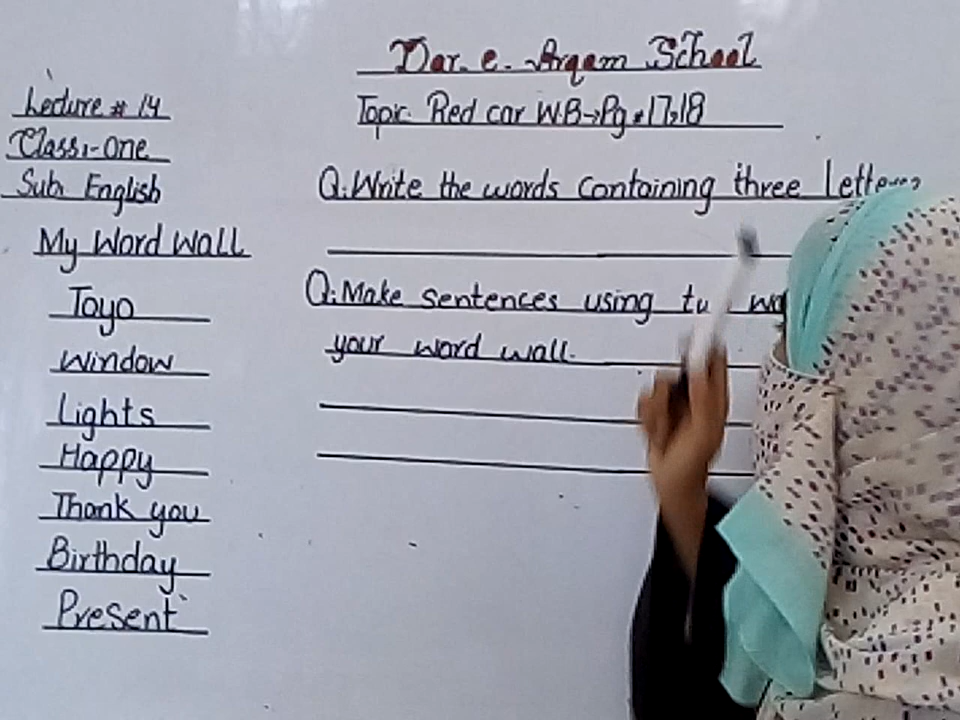 Dar. e. Arqam School
Lecture # 14
Class:-One
Sub: English
Topic: Red car W.B→Pg#17,18
My Word Wall
Toyo
Window
Lights
Happy
Thank you
Birthday
Present
Q:Write the words containing three letters
Q:Make sentences using
your word wall.